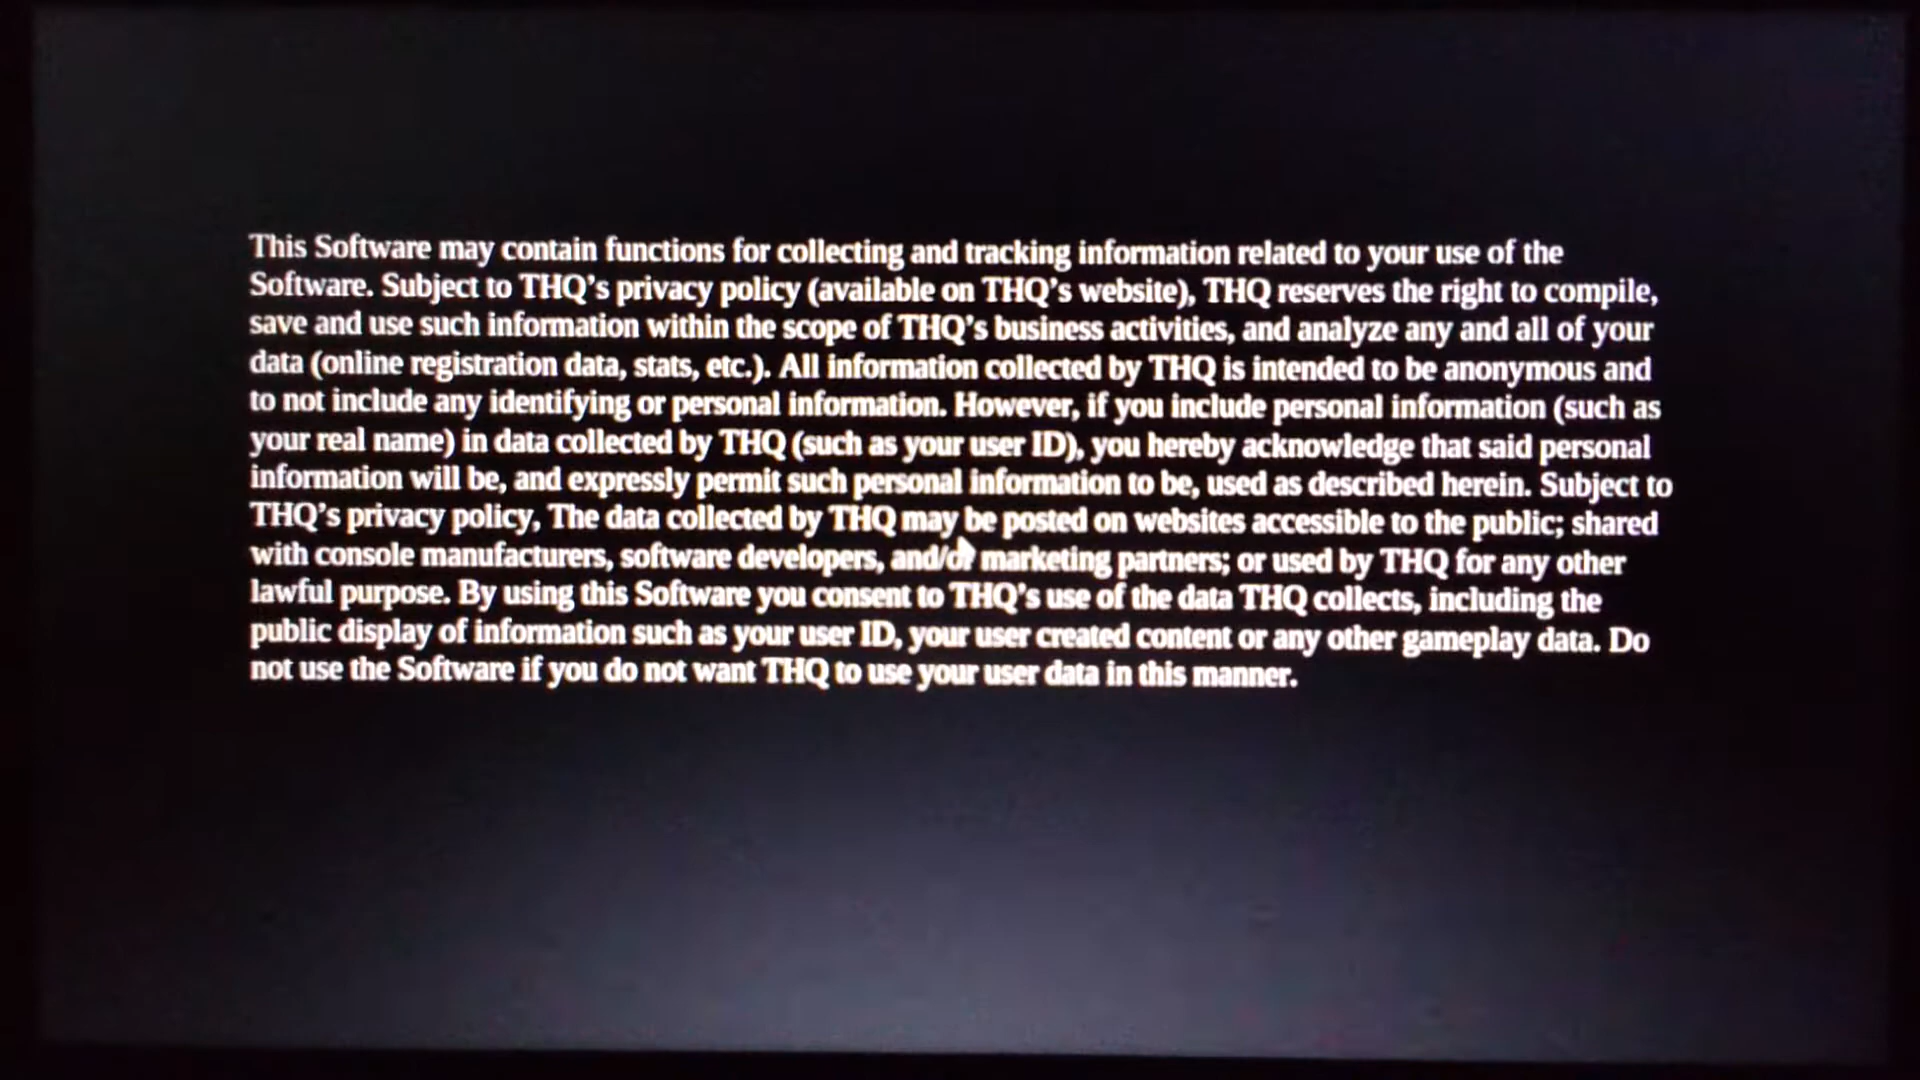 This Software may contain functions for collecting and tracking information related to your use of the
Software. Subject to THQ's privacy policy (available on THQ's website), THQ reserves the right to compile,
save and use such information within the scope of THQ's business activities, and analyze any and all of your
data (online registration data, stats, etc.). All information collected by THQ is intended to be anonymous and
to not include any identifying or personal information. However, if you include personal information (such as
your real name) in data collected by THQ (such as your user ID), you hereby acknowledge that said personal
information will be, and expressly permit such personal information to be, used as described herein. Subject to
THQ's privacy policy, The data collected by THQ may be posted on websites accessible to the public; shared
with console manufacturers, software developers, and/or marketing partners; or used by THQ for any other
lawful purpose. By using this Software you consent to THQ's use of the data THQ collects, including the
public display of information such as your user ID, your user created content or any other gameplay data. Do
not use the Software if you do not want THQ to use your user data in this manner.